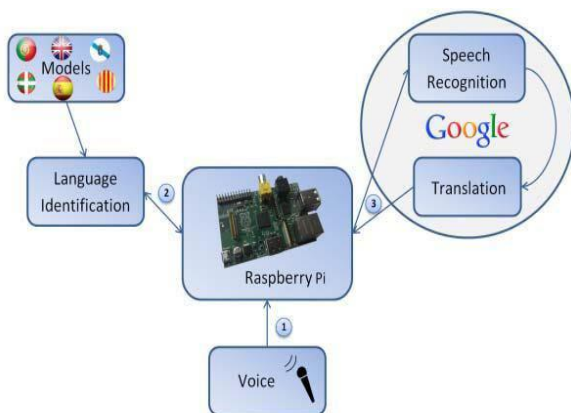 Models
Speech
Recognition
Google
Language
Identification
2
3
Translation
Raspberry Pi
1
Voice